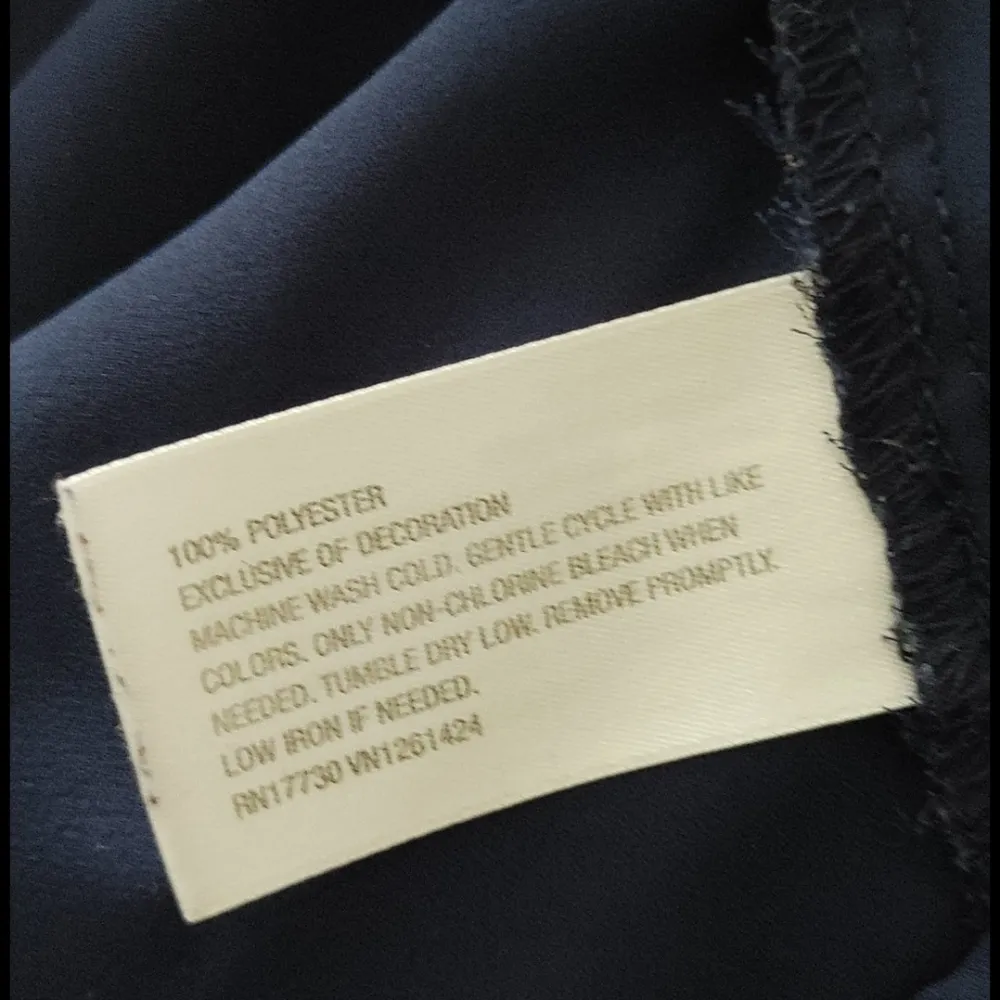 100% POLYESTER
EXCLUSIVE OF DECORATION
MACHINE WASH COLD. GENTLE CYCLE WITH LIKE
COLORS. ONLY NON-CHLORINE BLEACH WHEN
NEEDED. TUMBLE DRY LOW. REMOVE PROMPTLY.
LOW IRON IF NEEDED.
RN17730 VN1261424